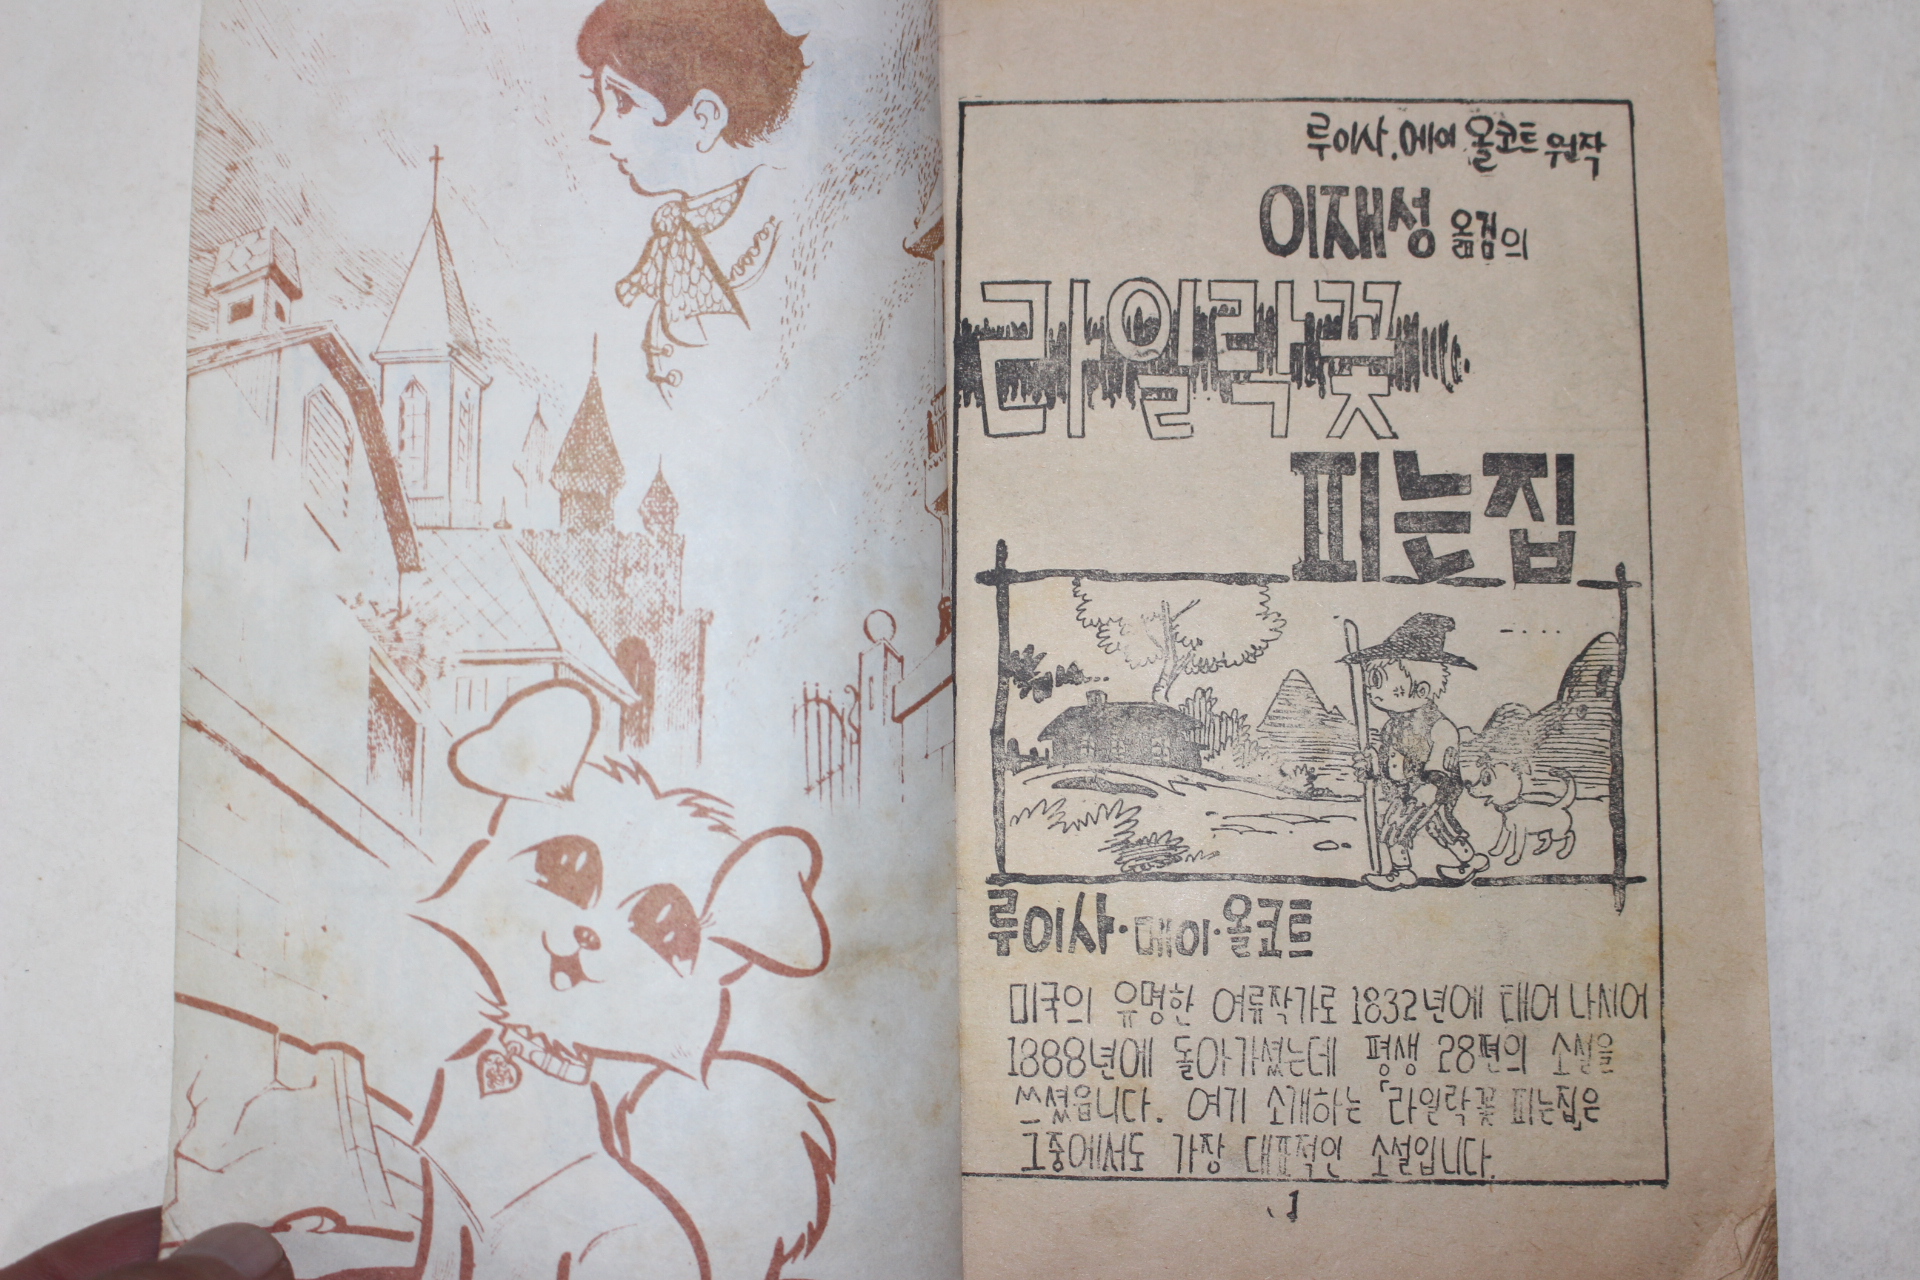 루이사.메이 올코트 원작
이재성 옮김의
라일락꽃
피는집
루이사·메이·올코트
미국의 유명한 여류작가로 1832년에 태어나시어
1888년에 돌아가셨는데 평생 28편의 소설을
쓰셨읍니다. 여기 소개하는 「라일락꽃 피는집」은
그중에서도 가장 대표적인 소설입니다.
1